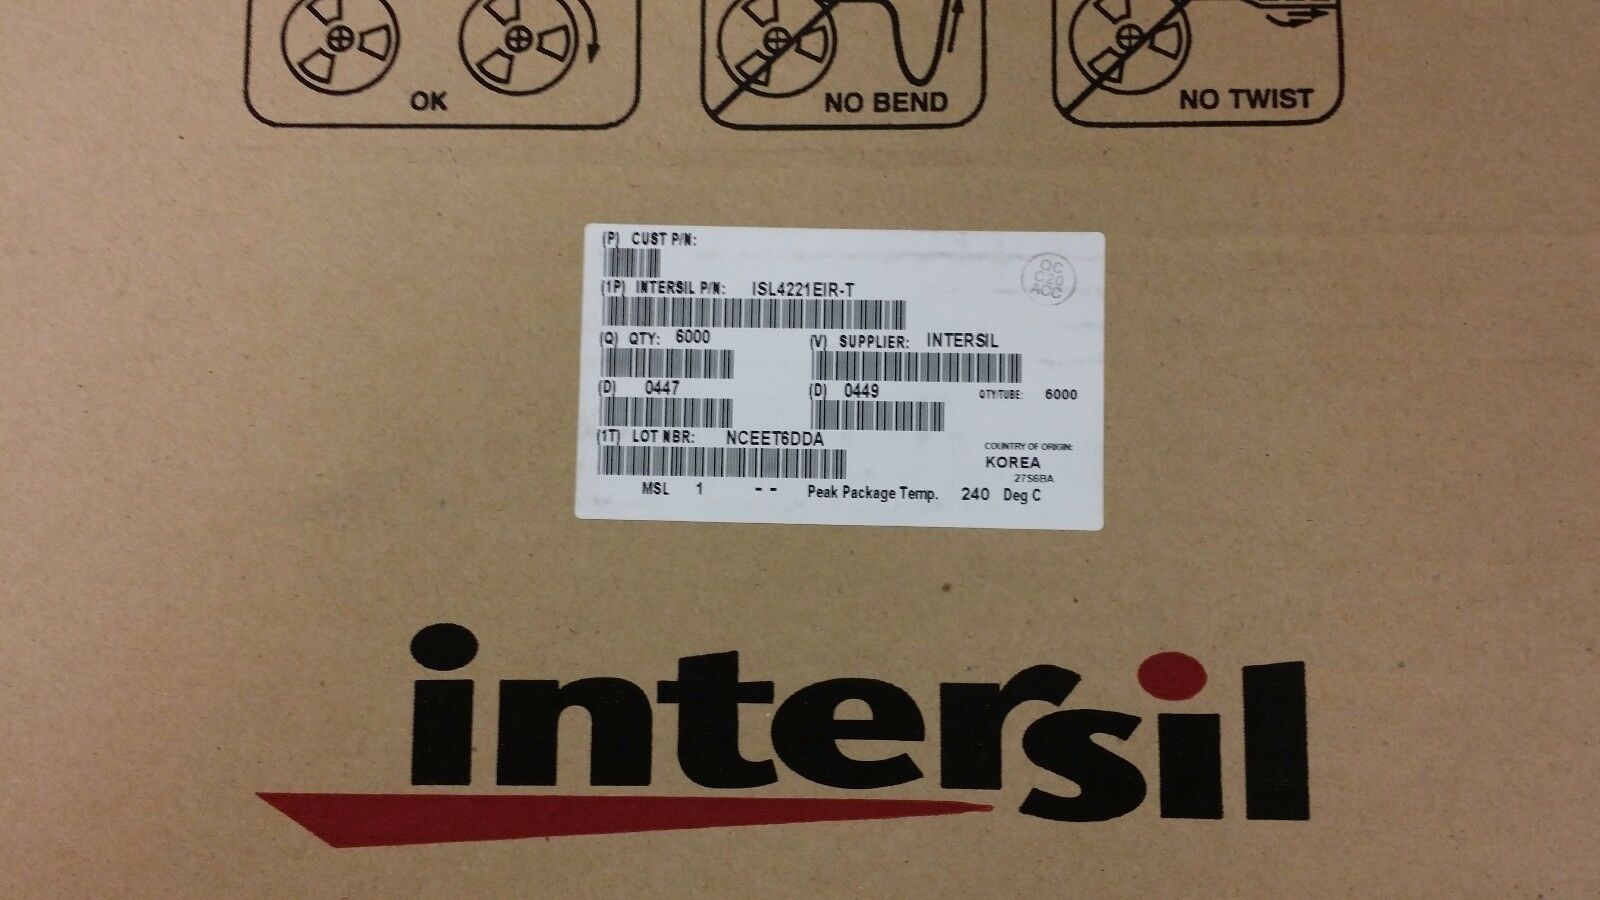 OK
NO BEND
NO TWIST
(P) CUST P/N:
QC
C20
ACC
(1P) INTERSIL P/N: ISL4221EIR-T
(Q) QTY: 6000
(V) SUPPLIER: INTERSIL
(D) 0447
(D) 0449
QTY/TUBE: 6000
(1T) LOT NBR: NCEET6DDA
COUNTRY OF ORIGIN:
KOREA
27S6BA
MSL 1 - - Peak Package Temp. 240 Deg C
intersil